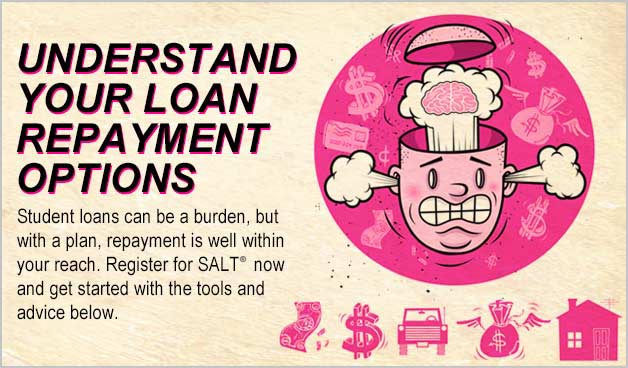 UNDERSTAND
YOUR LOAN
REPAYMENT
OPTIONS
Student loans can be a burden, but
with a plan, repayment is well within
your reach. Register for SALT® now
and get started with the tools and
advice below.